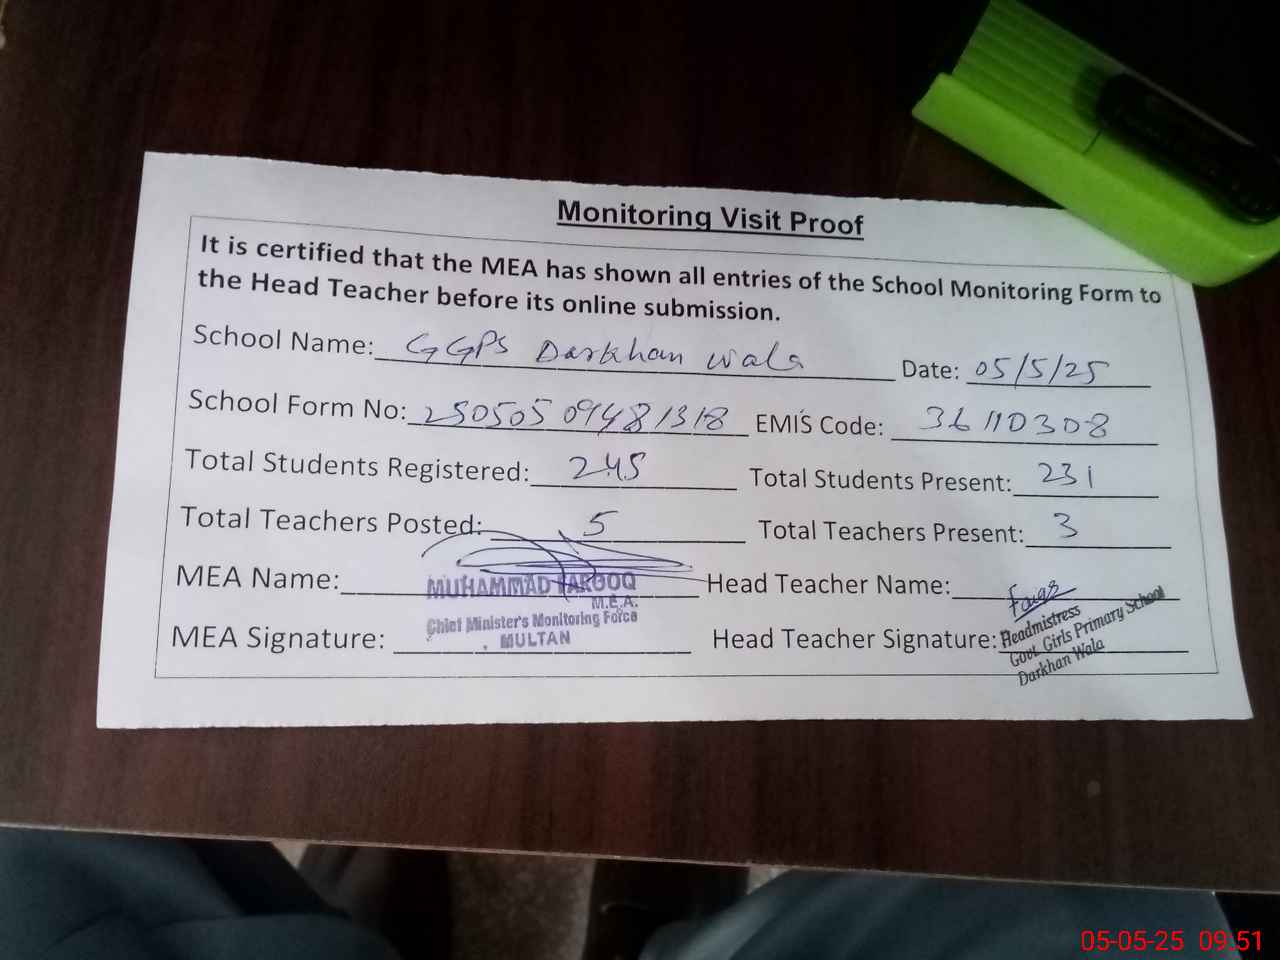 Monitoring Visit Proof
It is certified that the MEA has shown all entries of the School Monitoring Form to
the Head Teacher before its online submission.
School Name: GGPS Darkhan wala Date: 05/5/25
School Form No: 25050509481318 EMIS Code: 36110308
Total Students Registered: 245 Total Students Present: 231
Total Teachers Posted: 5 Total Teachers Present: 3
MEA Name: MUHAMMAD FAROOQ Head Teacher Name:
M.E.A.
Chief Minister's Monitoring Force
MULTAN
MEA Signature: Head Teacher Signature:
Headmistress
Govt. Girls Primary School
Darkhan Wala
05-05-25 09:51